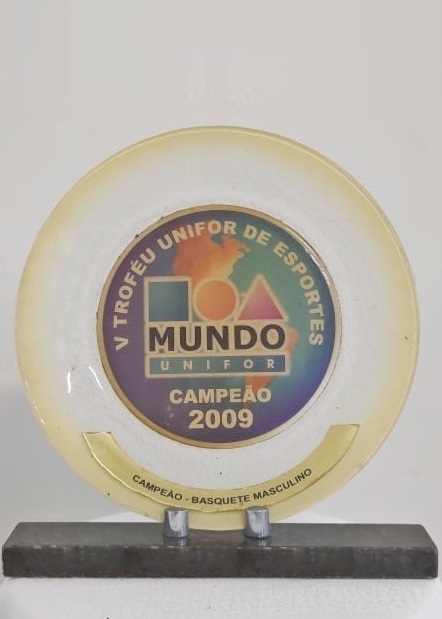 V TROFÉU UNIFOR DE ESPORTES
MUNDO
UNIFOR
CAMPEÃO
2009
CAMPEÃO - BASQUETE MASCULINO